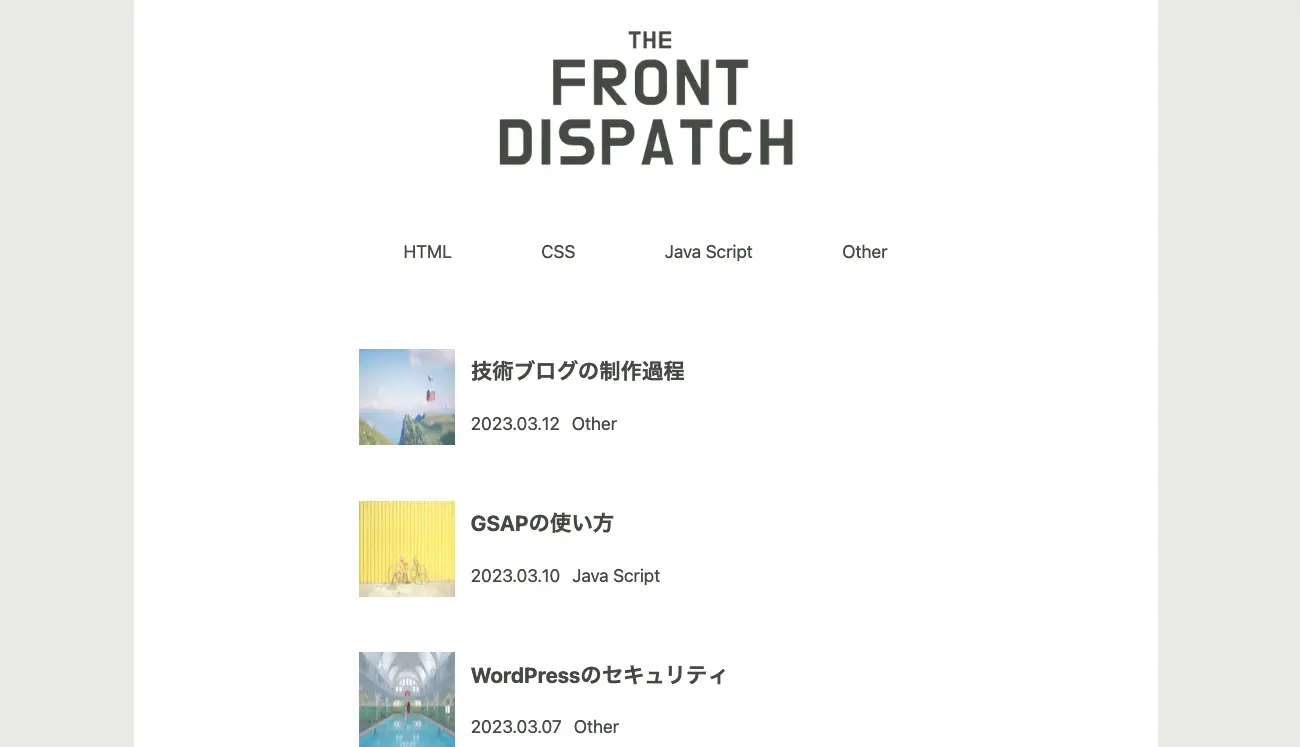 THE
FRONT
DISPATCH
HTML CSS Java Script Other
技術ブログの制作過程
2023.03.12 Other
GSAPの使い方
2023.03.10 Java Script
WordPressのセキュリティ
2023.03.07 Other